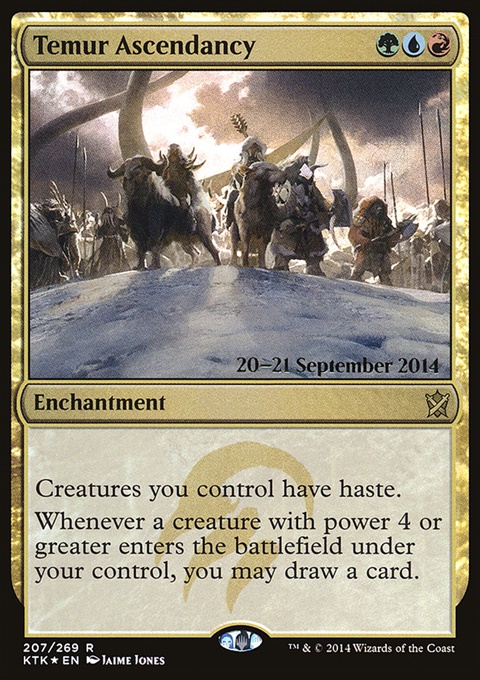 Temur Ascendancy
20–21 September 2014
Enchantment
Creatures you control have haste.
Whenever a creature with power 4 or
greater enters the battlefield under
your control, you may draw a card.
207/269 R
KTK★EN Jaime Jones
™ & © 2014 Wizards of the Coast